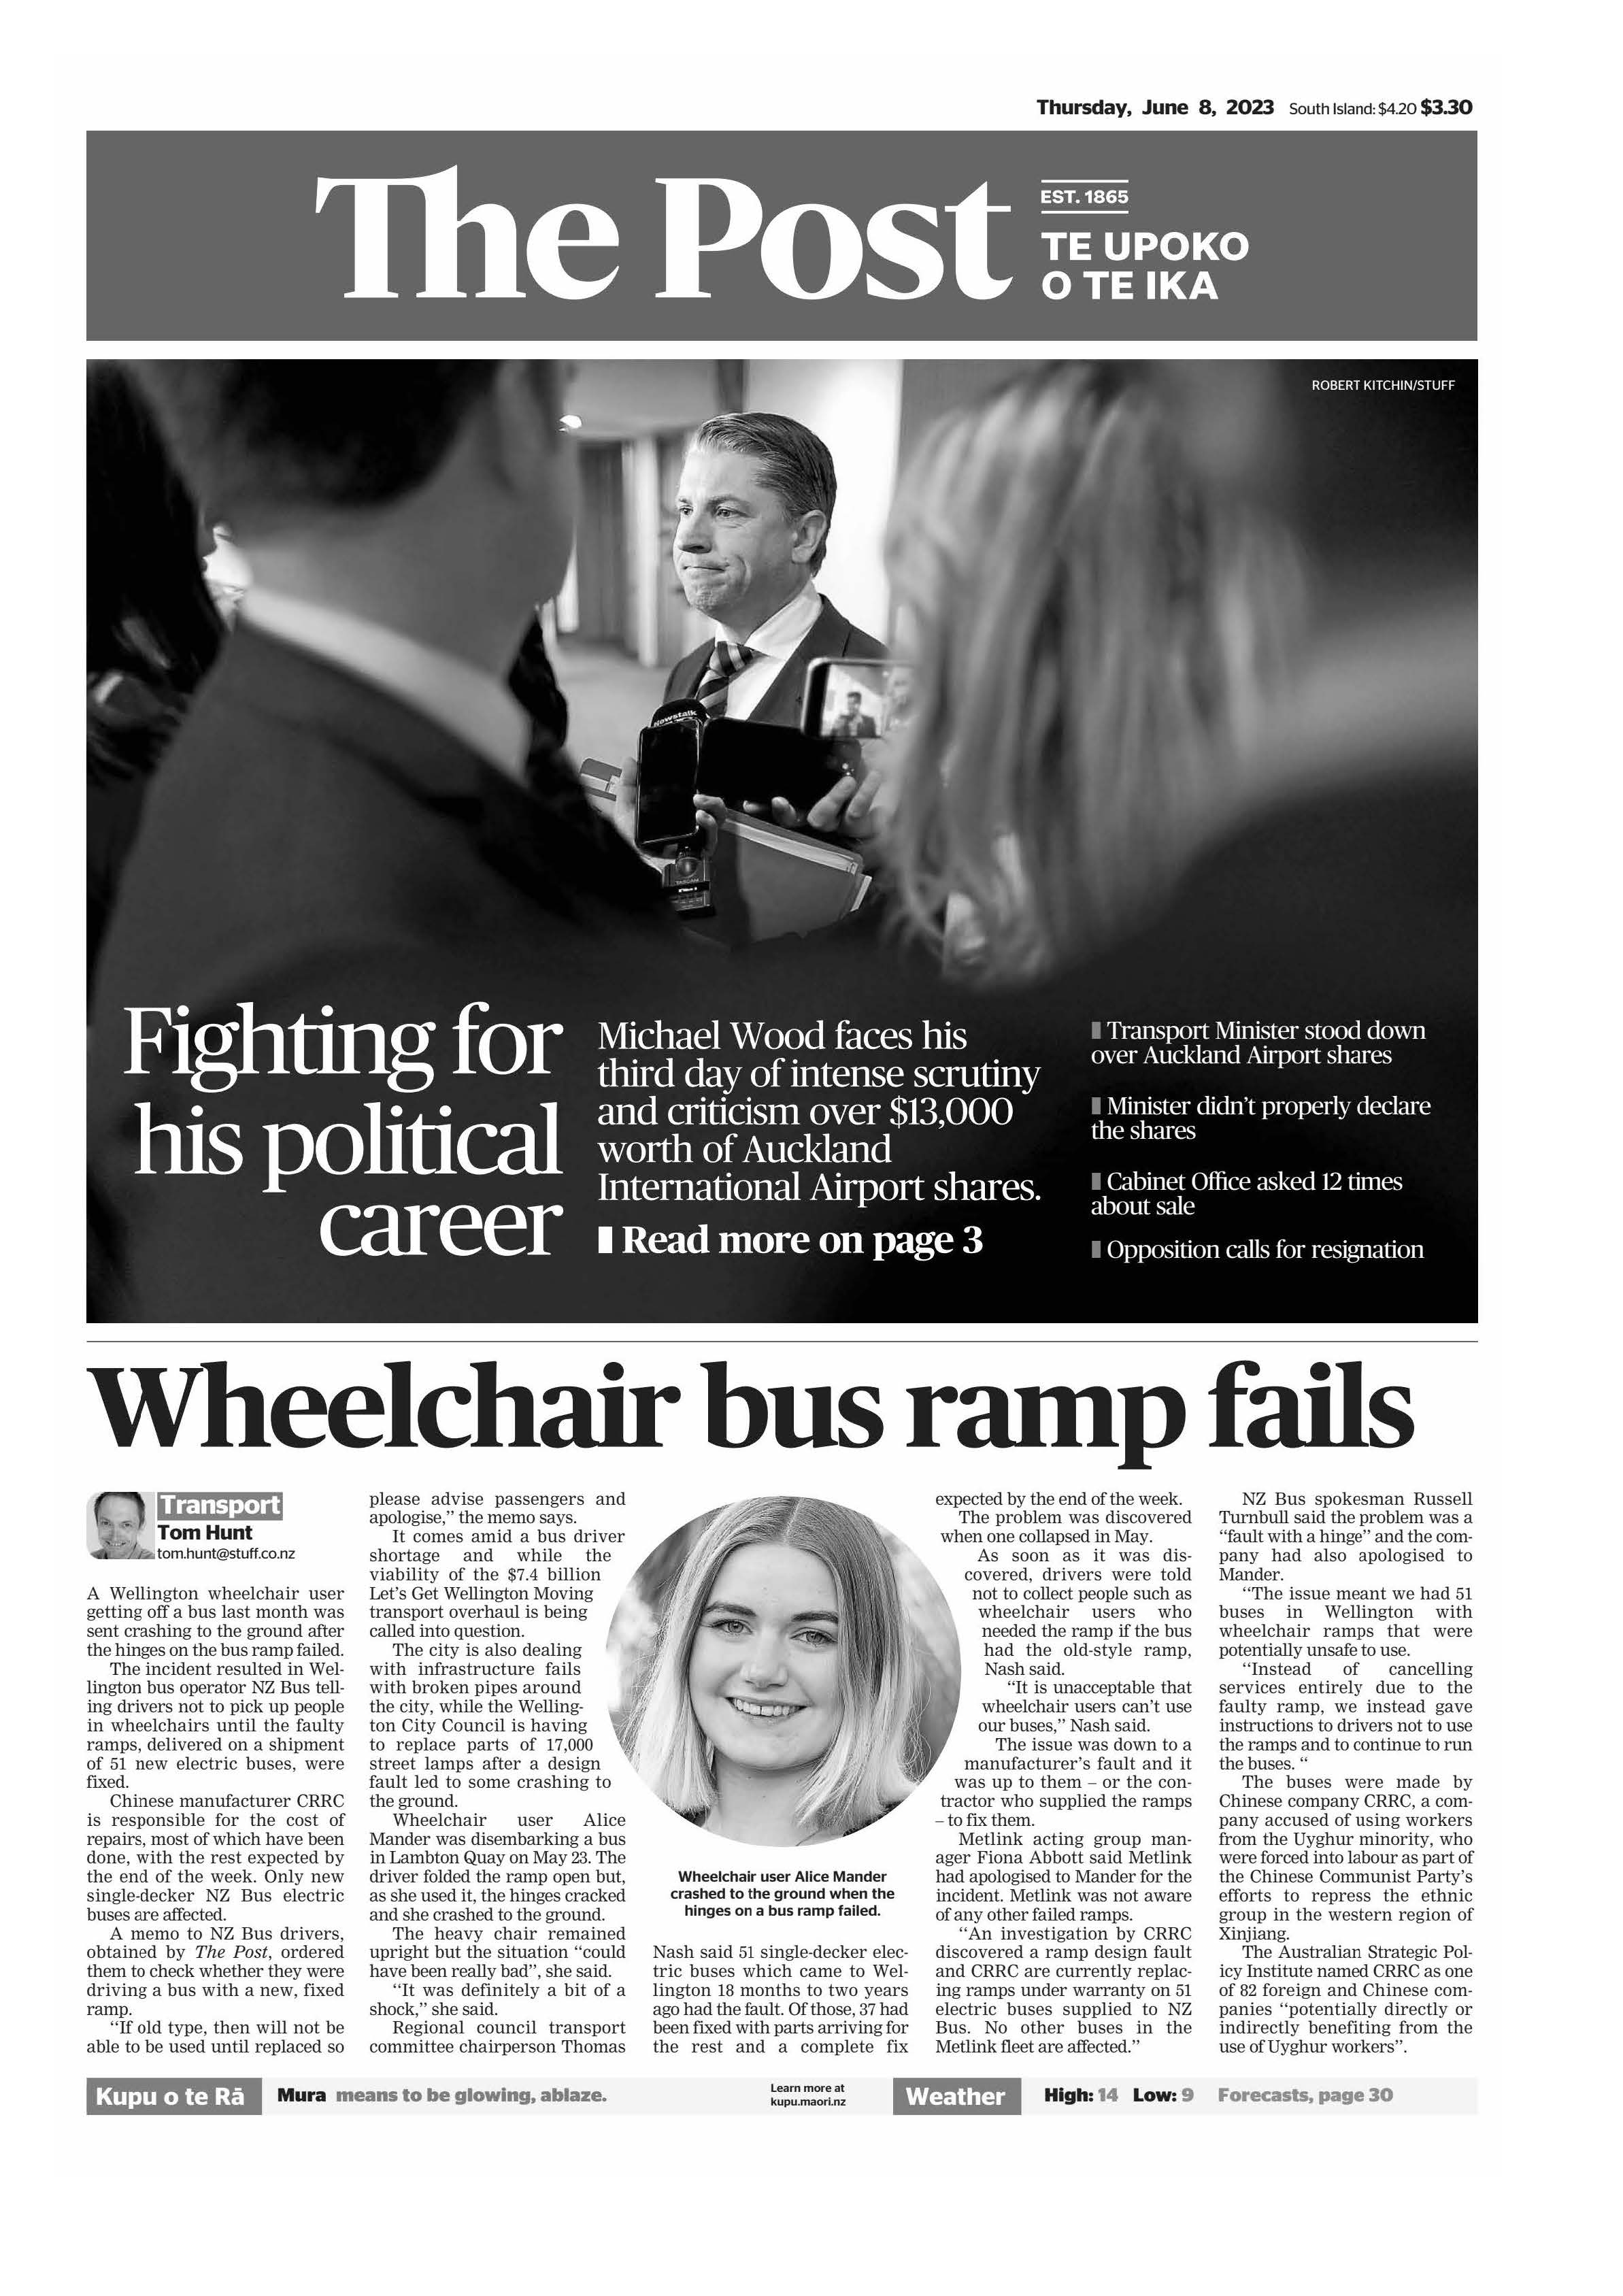 Thursday, June 8, 2023 South Island: $4.20 $3.30
The Post
EST. 1865
TE UPOKO
O TE IKA
ROBERT KITCHIN/STUFF
Newstalk
Fighting for
his political
career
Michael Wood faces his
third day of intense scrutiny
and criticism over $13,000
worth of Auckland
International Airport shares.
Read more on page 3
Transport Minister stood down
over Auckland Airport shares
Minister didn't properly declare
the shares
Cabinet Office asked 12 times
about sale
Opposition calls for resignation
Wheelchair bus ramp fails
Transport
Tom Hunt
tom.hunt@stuff.co.nz
A Wellington wheelchair user
getting off a bus last month was
sent crashing to the ground after
the hinges on the bus ramp failed.
The incident resulted in Wel-
lington bus operator NZ Bus tell-
ing drivers not to pick up people
in wheelchairs until the faulty
ramps, delivered on a shipment
of 51 new electric buses, were
fixed.
Chinese manufacturer CRRC
is responsible for the cost of
repairs, most of which have been
done, with the rest expected by
the end of the week. Only new
single-decker NZ Bus electric
buses are affected.
A memo to NZ Bus drivers,
obtained by The Post, ordered
them to check whether they were
driving a bus with a new, fixed
ramp.
"If old type, then will not be
able to be used until replaced so
please advise passengers and
apologise," the memo says.
It comes amid a bus driver
shortage and while the
viability of the $7.4 billion
Let's Get Wellington Moving
transport overhaul is being
called into question.
The city is also dealing
with infrastructure fails
with broken pipes around
the city, while the Welling-
ton City Council is having
to replace parts of 17,000
street lamps after a design
fault led to some crashing to
the ground.
Wheelchair user Alice
Mander was disembarking a bus
in Lambton Quay on May 23. The
driver folded the ramp open but,
as she used it, the hinges cracked
and she crashed to the ground.
The heavy chair remained
upright but the situation "could
have been really bad", she said.
"It was definitely a bit of a
shock," she said.
Regional council transport
committee chairperson Thomas
Wheelchair user Alice Mander
crashed to the ground when the
hinges on a bus ramp failed.
Nash said 51 single-decker elec-
tric buses which came to Wel-
lington 18 months to two years
ago had the fault. Of those, 37 had
been fixed with parts arriving for
the rest and a complete fix
expected by the end of the week.
The problem was discovered
when one collapsed in May.
As soon as it was dis-
covered, drivers were told
not to collect people such as
wheelchair users who
needed the ramp if the bus
had the old-style ramp,
Nash said.
"It is unacceptable that
wheelchair users can't use
our buses," Nash said.
The issue was down to a
manufacturer's fault and it
was up to them – or the con-
tractor who supplied the ramps
– to fix them.
Metlink acting group man-
ager Fiona Abbott said Metlink
had apologised to Mander for the
incident. Metlink was not aware
of any other failed ramps.
"An investigation by CRRC
discovered a ramp design fault
and CRRC are currently replac-
ing ramps under warranty on 51
electric buses supplied to NZ
Bus. No other buses in the
Metlink fleet are affected."
NZ Bus spokesman Russell
Turnbull said the problem was a
"fault with a hinge" and the com-
pany had also apologised to
Mander.
"The issue meant we had 51
buses in Wellington with
wheelchair ramps that were
potentially unsafe to use.
"Instead of cancelling
services entirely due to the
faulty ramp, we instead gave
instructions to drivers not to use
the ramps and to continue to run
the buses. "
The buses were made by
Chinese company CRRC, a com-
pany accused of using workers
from the Uyghur minority, who
were forced into labour as part of
the Chinese Communist Party's
efforts to repress the ethnic
group in the western region of
Xinjiang.
The Australian Strategic Pol-
icy Institute named CRRC as one
of 82 foreign and Chinese com-
panies "potentially directly or
indirectly benefiting from the
use of Uyghur workers".
Kupu o te Rā
Mura means to be glowing, ablaze.
Learn more at
kupu.maori.nz
Weather
High: 14 Low: 9 Forecasts, page 30